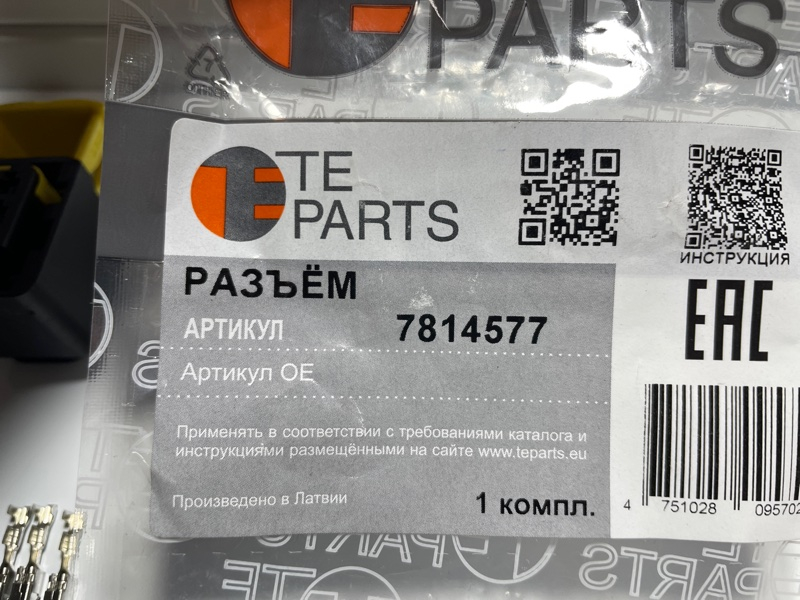 PARTS
TE
PARTS
ИНСТРУКЦИЯ
РАЗЪЁМ
АРТИКУЛ 7814577
Артикул OE
EAC
Применять в соответствии с требованиями каталога и
инструкциями размещёнными на сайте www.teparts.eu
Произведено в Латвии
1 компл.
4 751028 095702